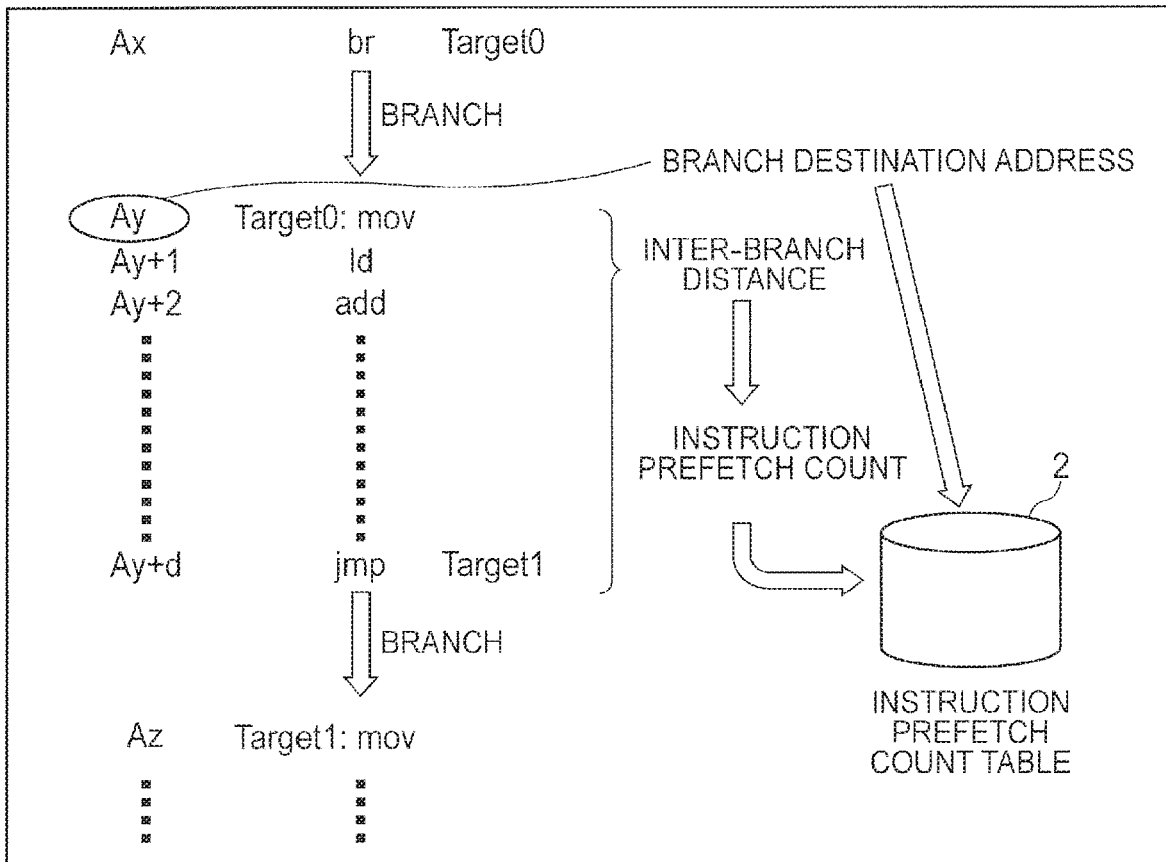 Ax br Target0
BRANCH
BRANCH DESTINATION ADDRESS
Ay Target0: mov
Ay+1 ld
Ay+2 add
INTER-BRANCH
DISTANCE
INSTRUCTION
PREFETCH COUNT
2
Ay+d jmp Target1
BRANCH
INSTRUCTION
PREFETCH
COUNT TABLE
Az Target1: mov